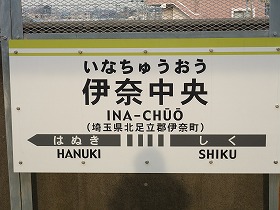 いなちゅうおう
伊奈中央
INA-CHŪŌ
(埼玉県北足立郡伊奈町)
はぬき しく
HANUKI SHIKU